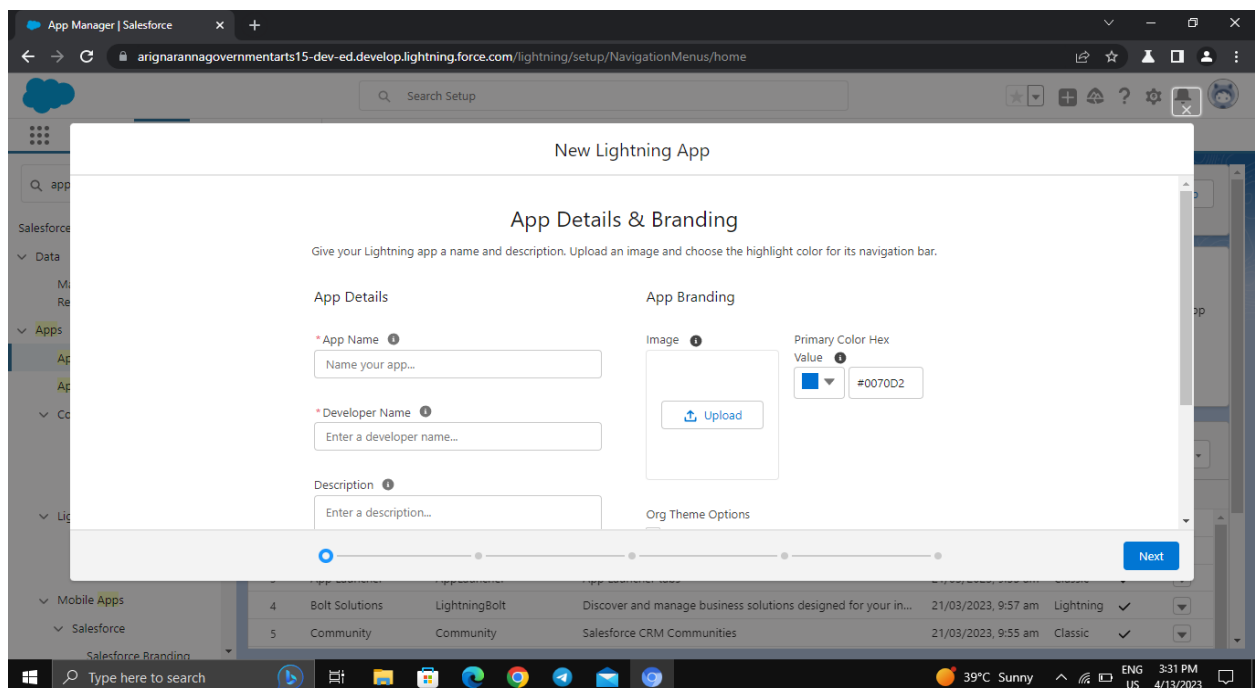 App Manager | Salesforce
arignarannagovernmentarts15-dev-ed.develop.lightning.force.com/lightning/setup/NavigationMenus/home
Search Setup
New Lightning App
app
Salesforce
Data
Apps
Mobile Apps
Salesforce
Salesforce Branding
App Details & Branding
Give your Lightning app a name and description. Upload an image and choose the highlight color for its navigation bar.
App Details
App Branding
*App Name
Name your app...
Image
Primary Color Hex
Value
#0070D2
Upload
*Developer Name
Enter a developer name...
Description
Enter a description...
Org Theme Options
Next
4 Bolt Solutions LightningBolt Discover and manage business solutions designed for your in... 21/03/2023, 9:57 am Lightning
5 Community Community Salesforce CRM Communities 21/03/2023, 9:55 am Classic
Type here to search
39°C Sunny
ENG
US
3:31 PM
4/13/2023